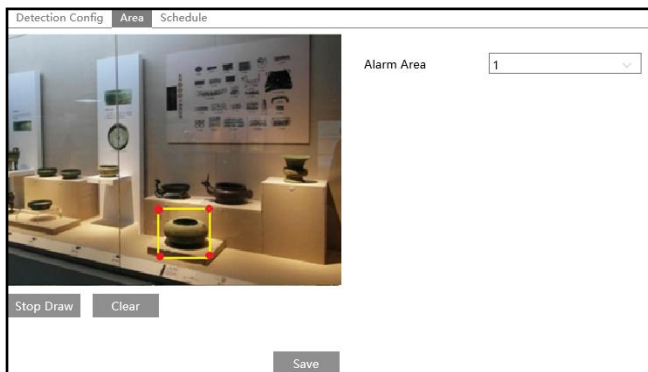 Detection Config Area Schedule
Alarm Area 1
Stop Draw Clear
Save